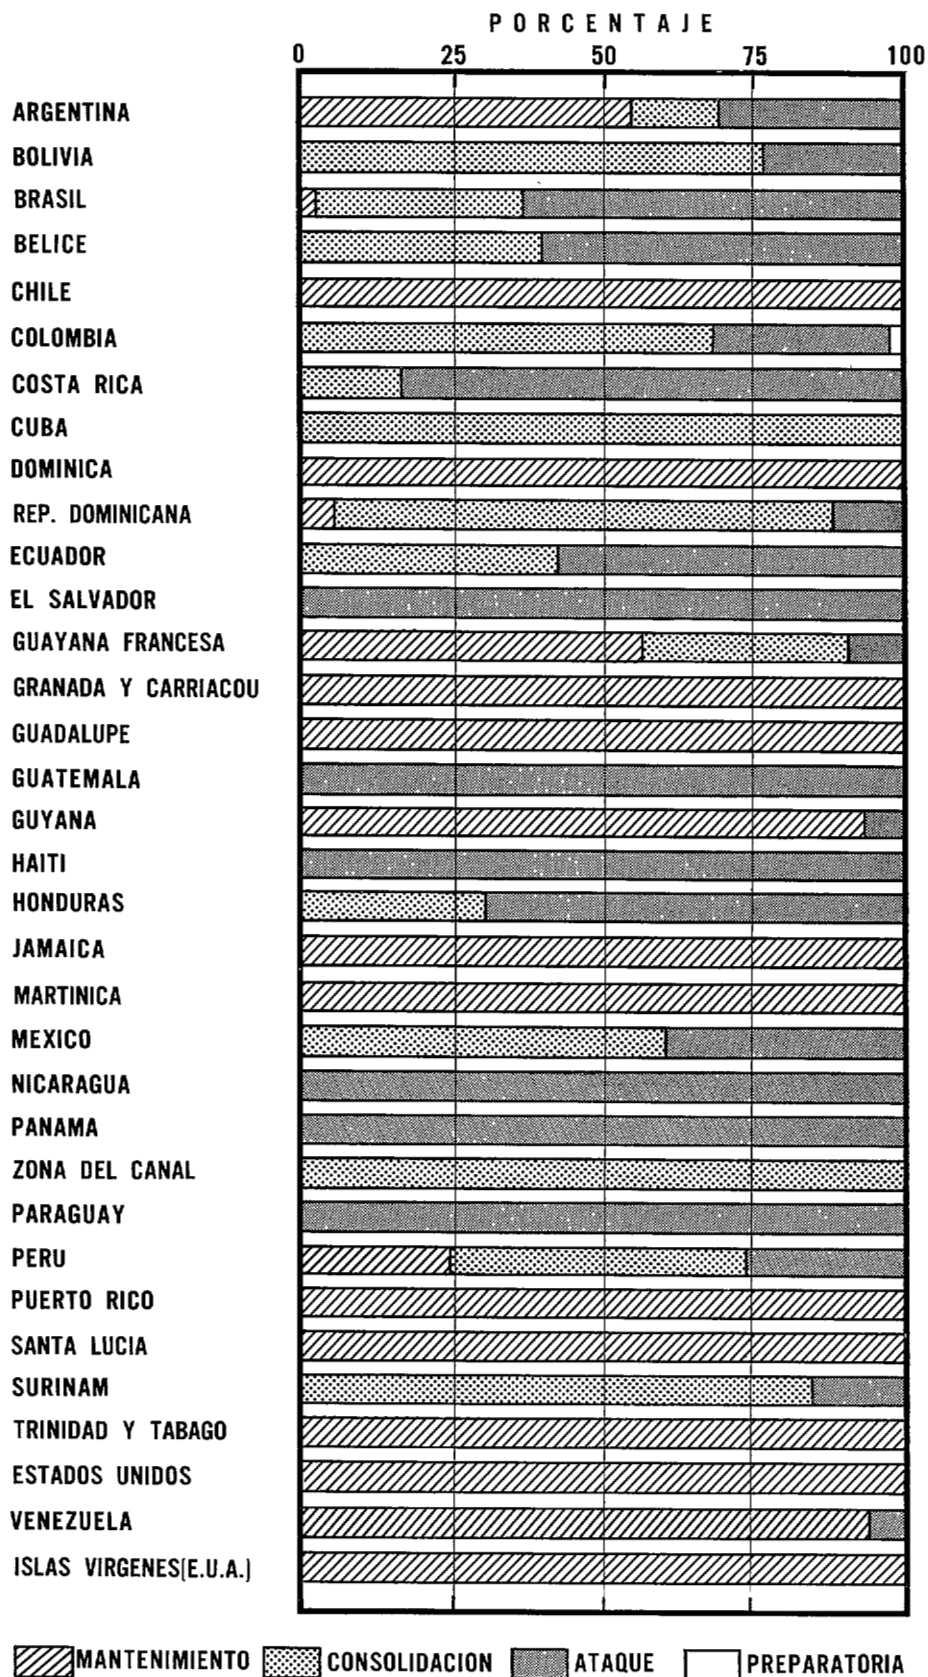 PORCENTAJE
0 25 50 75 100
ARGENTINA
BOLIVIA
BRASIL
BELICE
CHILE
COLOMBIA
COSTA RICA
CUBA
DOMINICA
REP. DOMINICANA
ECUADOR
EL SALVADOR
GUAYANA FRANCESA
GRANADA Y CARRIACOU
GUADALUPE
GUATEMALA
GUYANA
HAITI
HONDURAS
JAMAICA
MARTINICA
MEXICO
NICARAGUA
PANAMA
ZONA DEL CANAL
PARAGUAY
PERU
PUERTO RICO
SANTA LUCIA
SURINAM
TRINIDAD Y TABAGO
ESTADOS UNIDOS
VENEZUELA
ISLAS VIRGENES(E.U.A.)
MANTENIMIENTO CONSOLIDACION ATAQUE PREPARATORIA